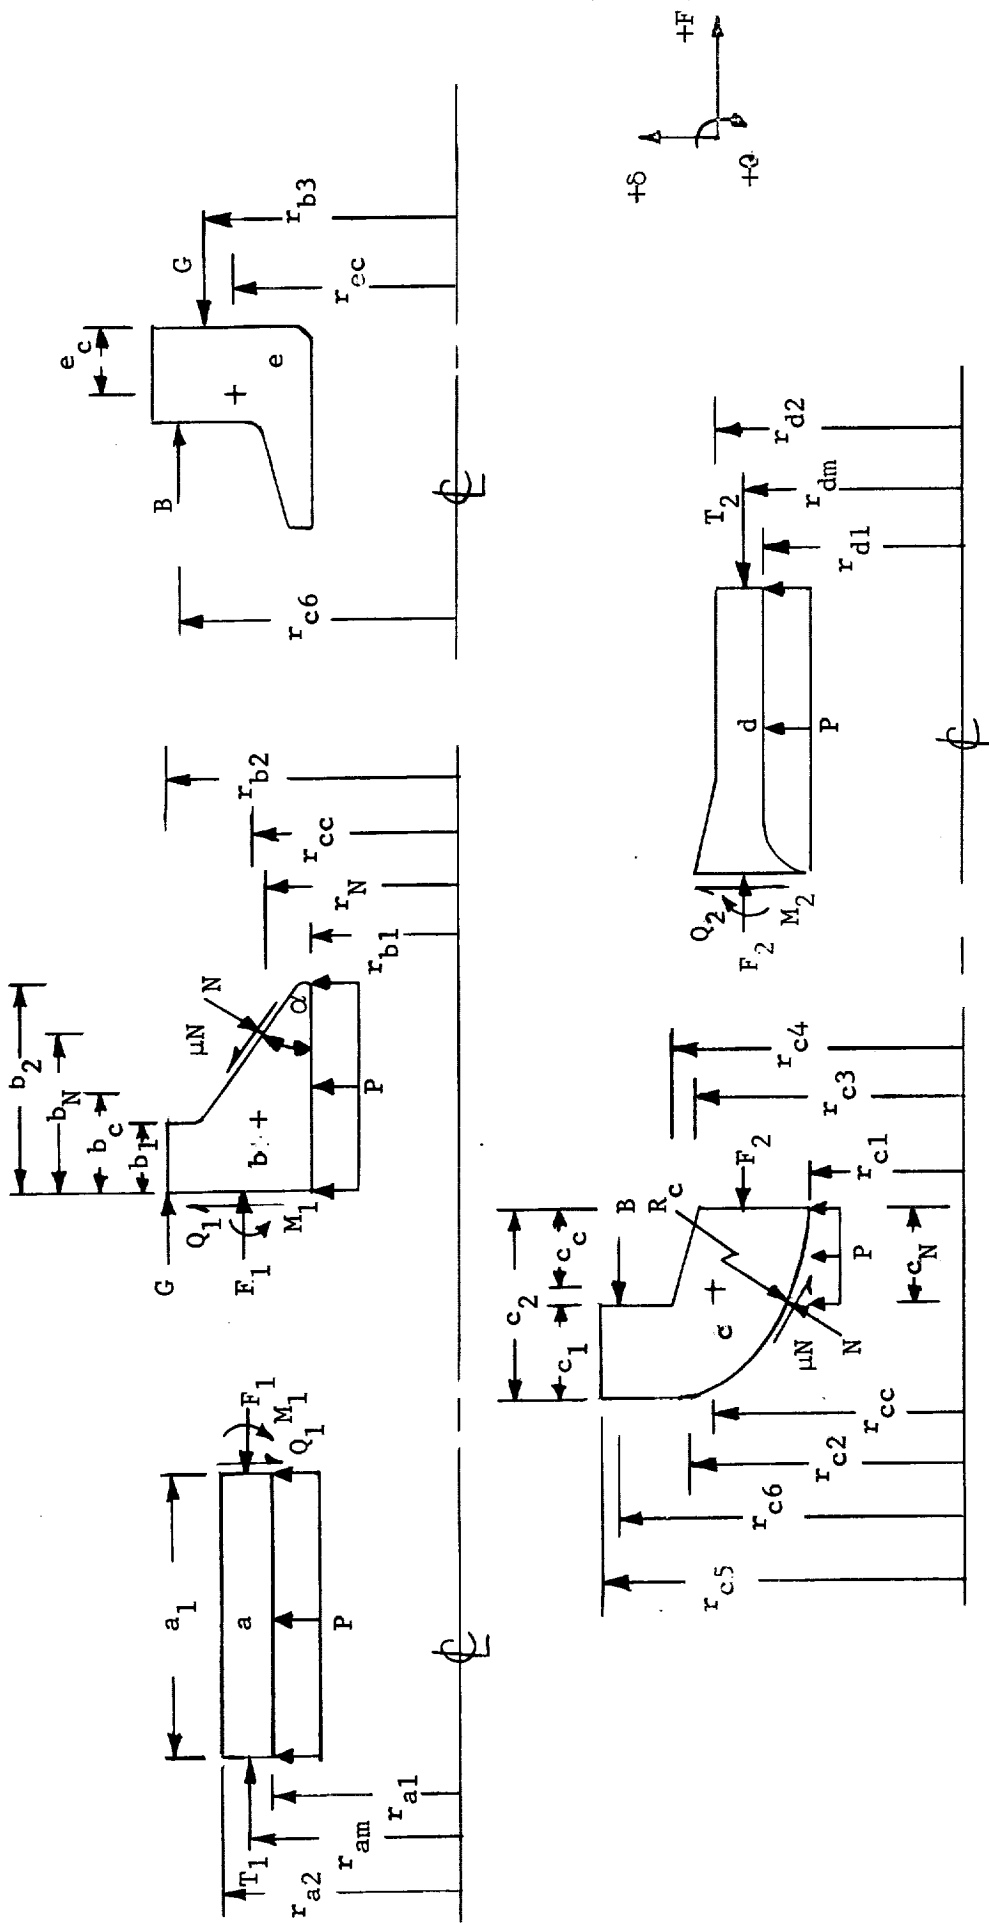 a1
a
P
F1
M1
Q1
T1
ra2
ram
ra1
b2
bN
bc
b1
G
Q1
F1
M1
b
μN
N
α
P
rb1
rN
rcc
rb2
ec
B
G
e
rc6
rec
rb3
℄
℄
c2
c1
cc
B
Rc
c
F2
μN
N
P
cN
rc5
rc6
rc2
rcc
rc1
rc3
rc4
Q2
F2
M2
d
P
T2
rd1
rdm
rd2
℄
+δ
+F